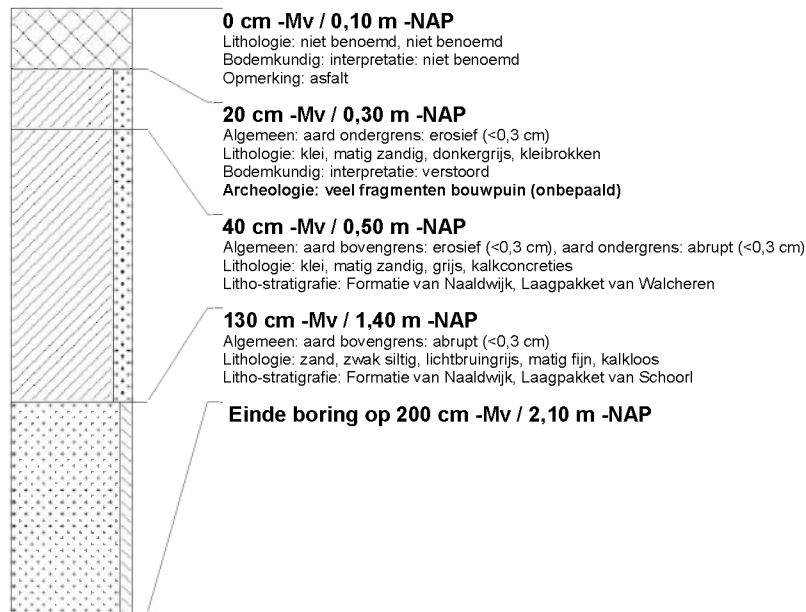 0 cm -Mv / 0,10 m -NAP
Lithologie: niet benoemd, niet benoemd
Bodemkundig: interpretatie: niet benoemd
Opmerking: asfalt
20 cm -Mv / 0,30 m -NAP
Algemeen: aard ondergrens: erosief (<0,3 cm)
Lithologie: klei, matig zandig, donkergrijs, kleibrokken
Bodemkundig: interpretatie: verstoord
Archeologie: veel fragmenten bouwpuin (onbepaald)
40 cm -Mv / 0,50 m -NAP
Algemeen: aard bovengrens: erosief (<0,3 cm), aard ondergrens: abrupt (<0,3 cm)
Lithologie: klei, matig zandig, grijs, kalkconcreties
Litho-stratigrafie: Formatie van Naaldwijk, Laagpakket van Walcheren
130 cm -Mv / 1,40 m -NAP
Algemeen: aard bovengrens: abrupt (<0,3 cm)
Lithologie: zand, zwak siltig, lichtbruingrijs, matig fijn, kalkloos
Litho-stratigrafie: Formatie van Naaldwijk, Laagpakket van Schoorl
Einde boring op 200 cm -Mv / 2,10 m -NAP